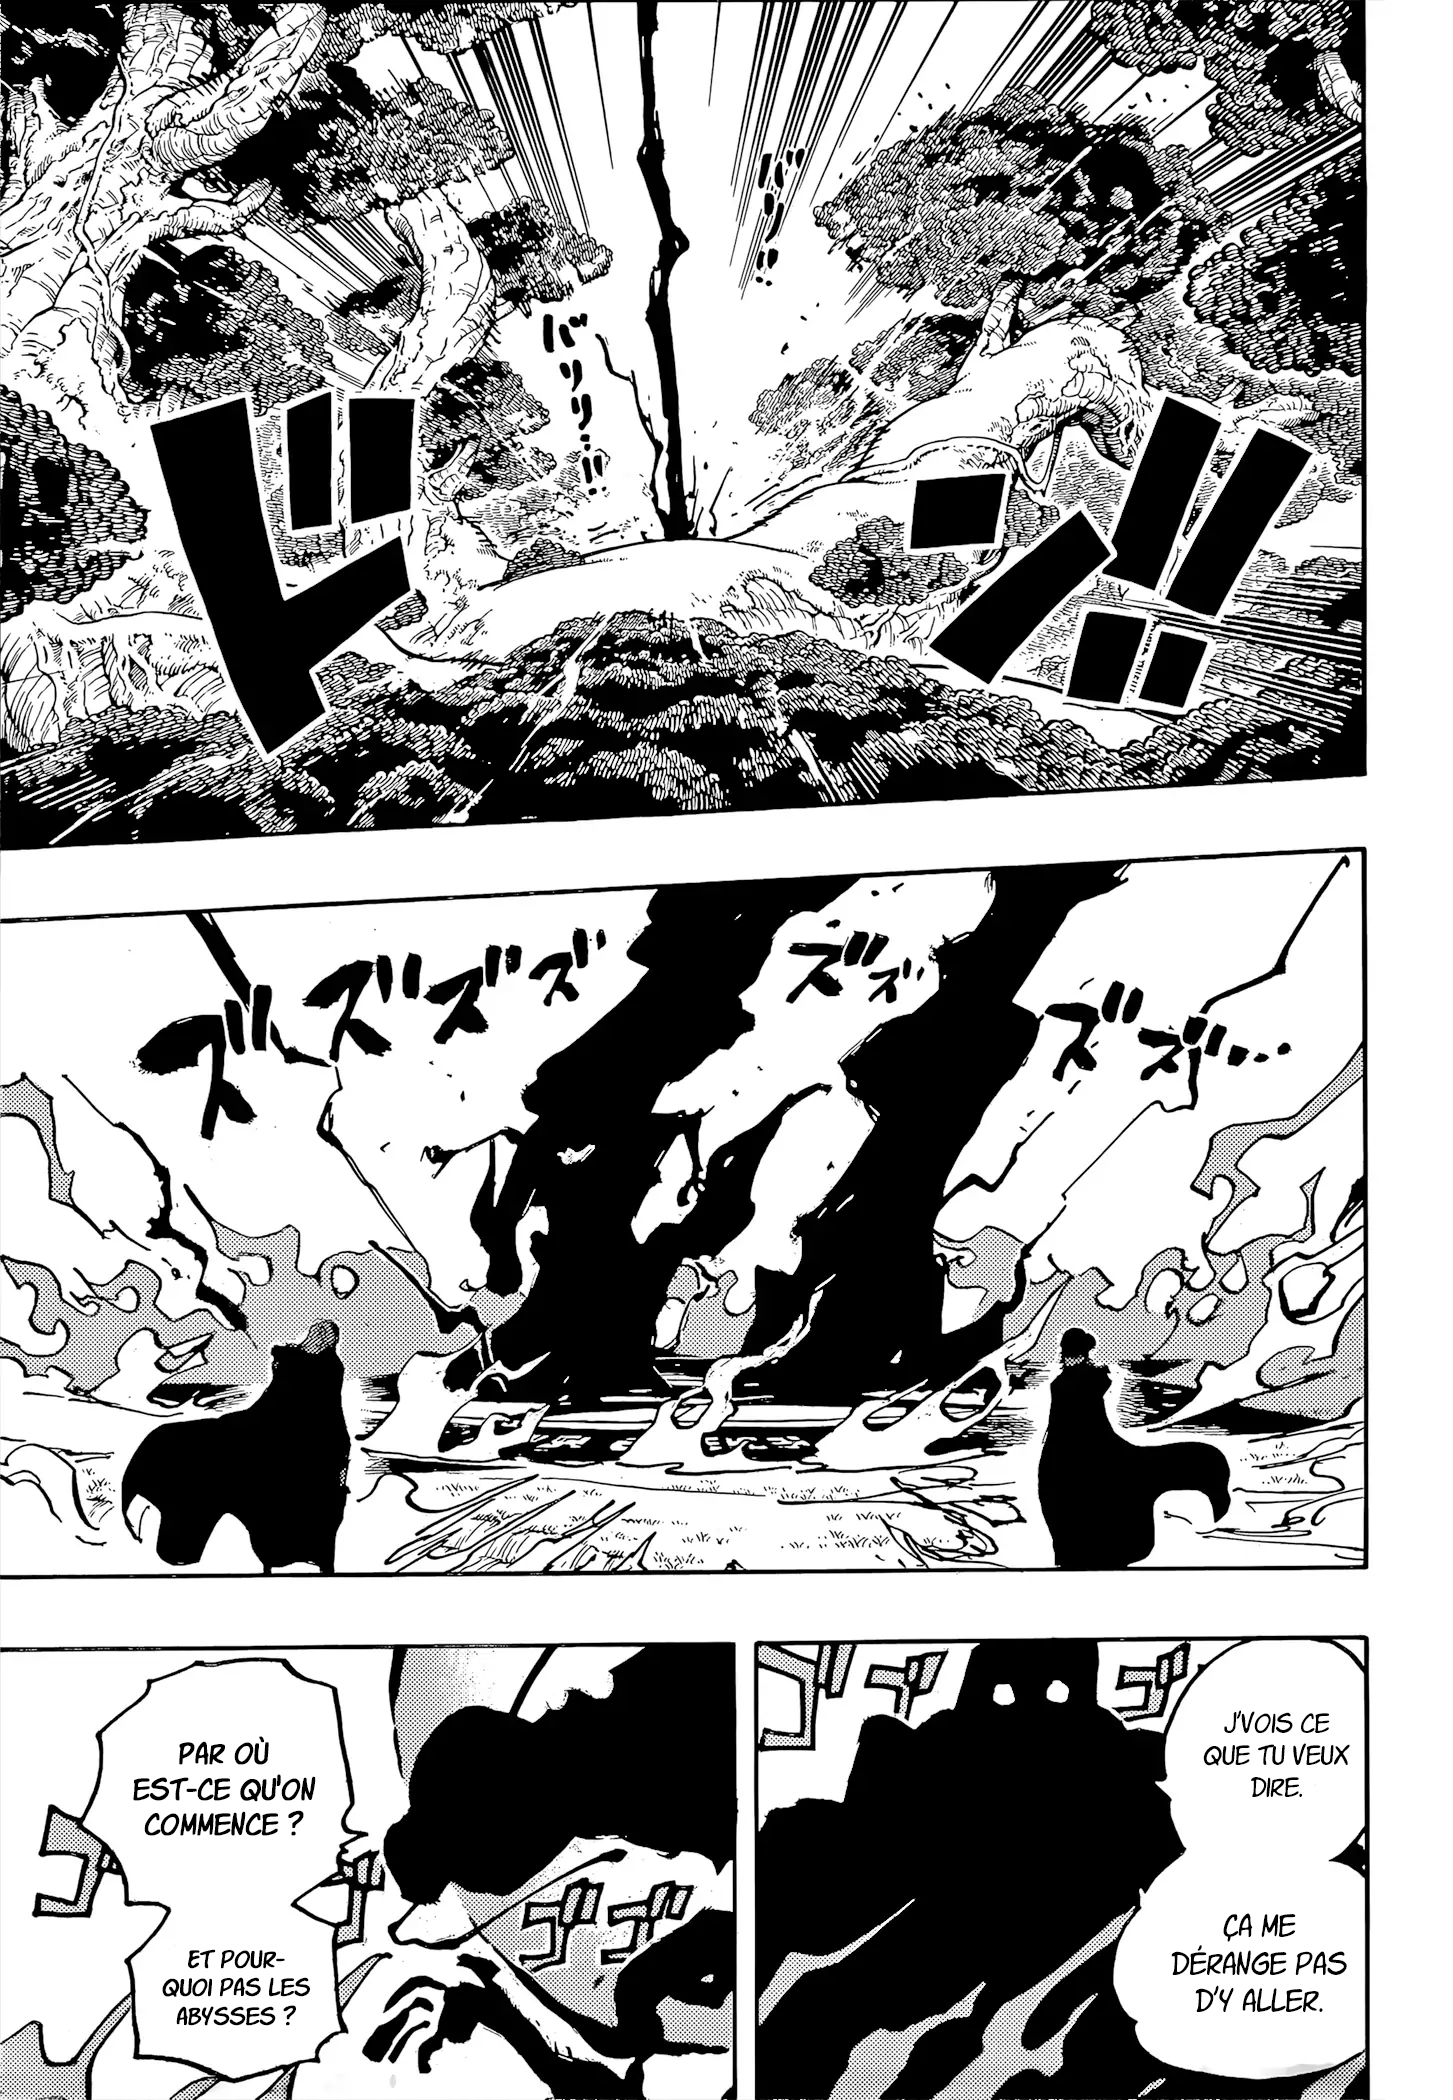 バリバリ…!!
ドン!!
ズズズズ
ズズ
ズズ…
J'VOIS CE
QUE TU VEUX
DIRE.
ÇA ME
DÉRANGE PAS
D'Y ALLER.
ゴゴ
PAR OÙ
EST-CE QU'ON
COMMENCE ?
ET POUR-
QUOI PAS LES
ABYSSES ?
ゴゴ
ゴゴ